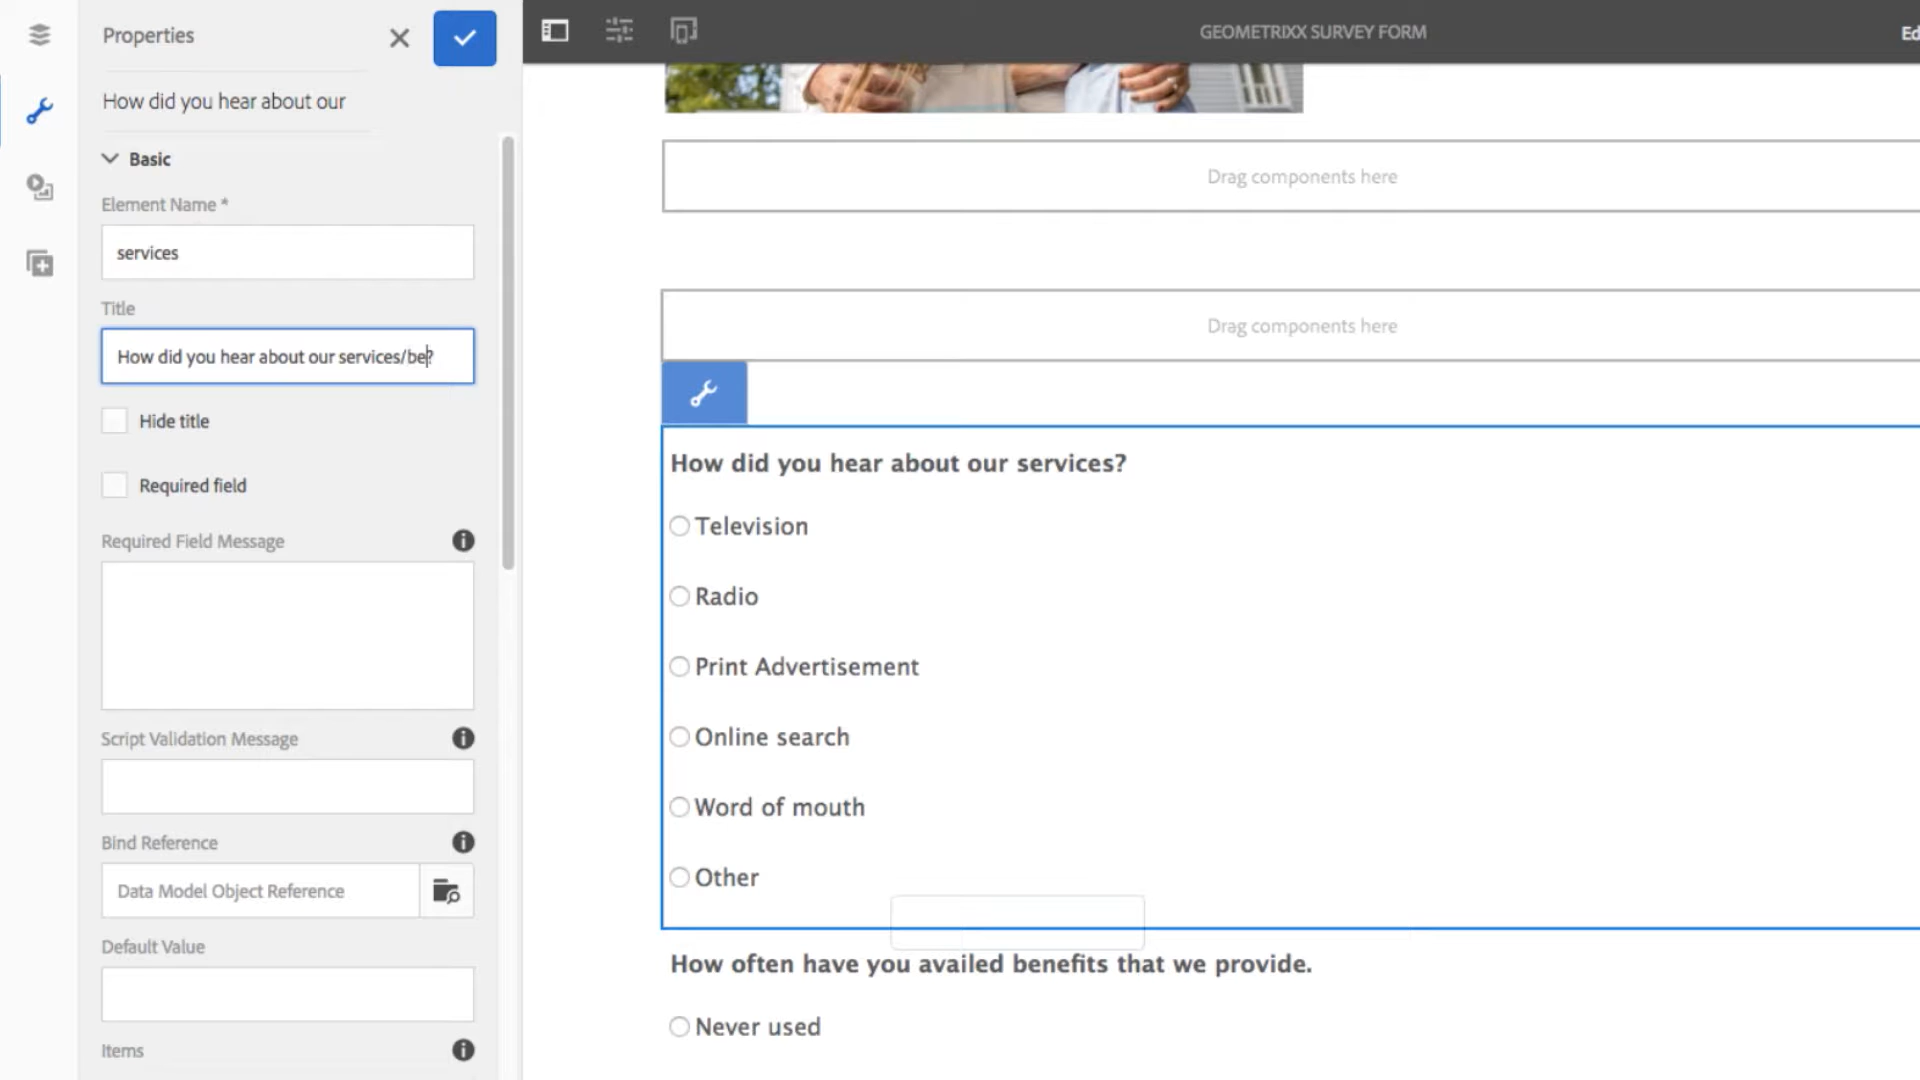 Properties
How did you hear about our
Basic
Element Name *
services
Title
How did you hear about our services/be?
Hide title
Required field
Required Field Message
Script Validation Message
Bind Reference
Data Model Object Reference
Default Value
Items
GEOMETRIXX SURVEY FORM
Ed
Drag components here
Drag components here
How did you hear about our services?
Television
Radio
Print Advertisement
Online search
Word of mouth
Other
How often have you availed benefits that we provide.
Never used